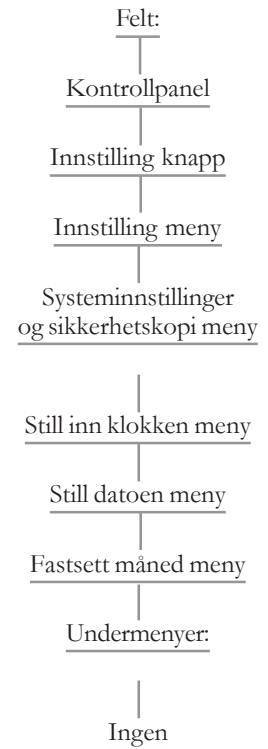 Felt:
Kontrollpanel
Innstilling knapp
Innstilling meny
Systeminnstillinger
og sikkerhetskopi meny
Still inn klokken meny
Still datoen meny
Fastsett måned meny
Undermenyer:
Ingen